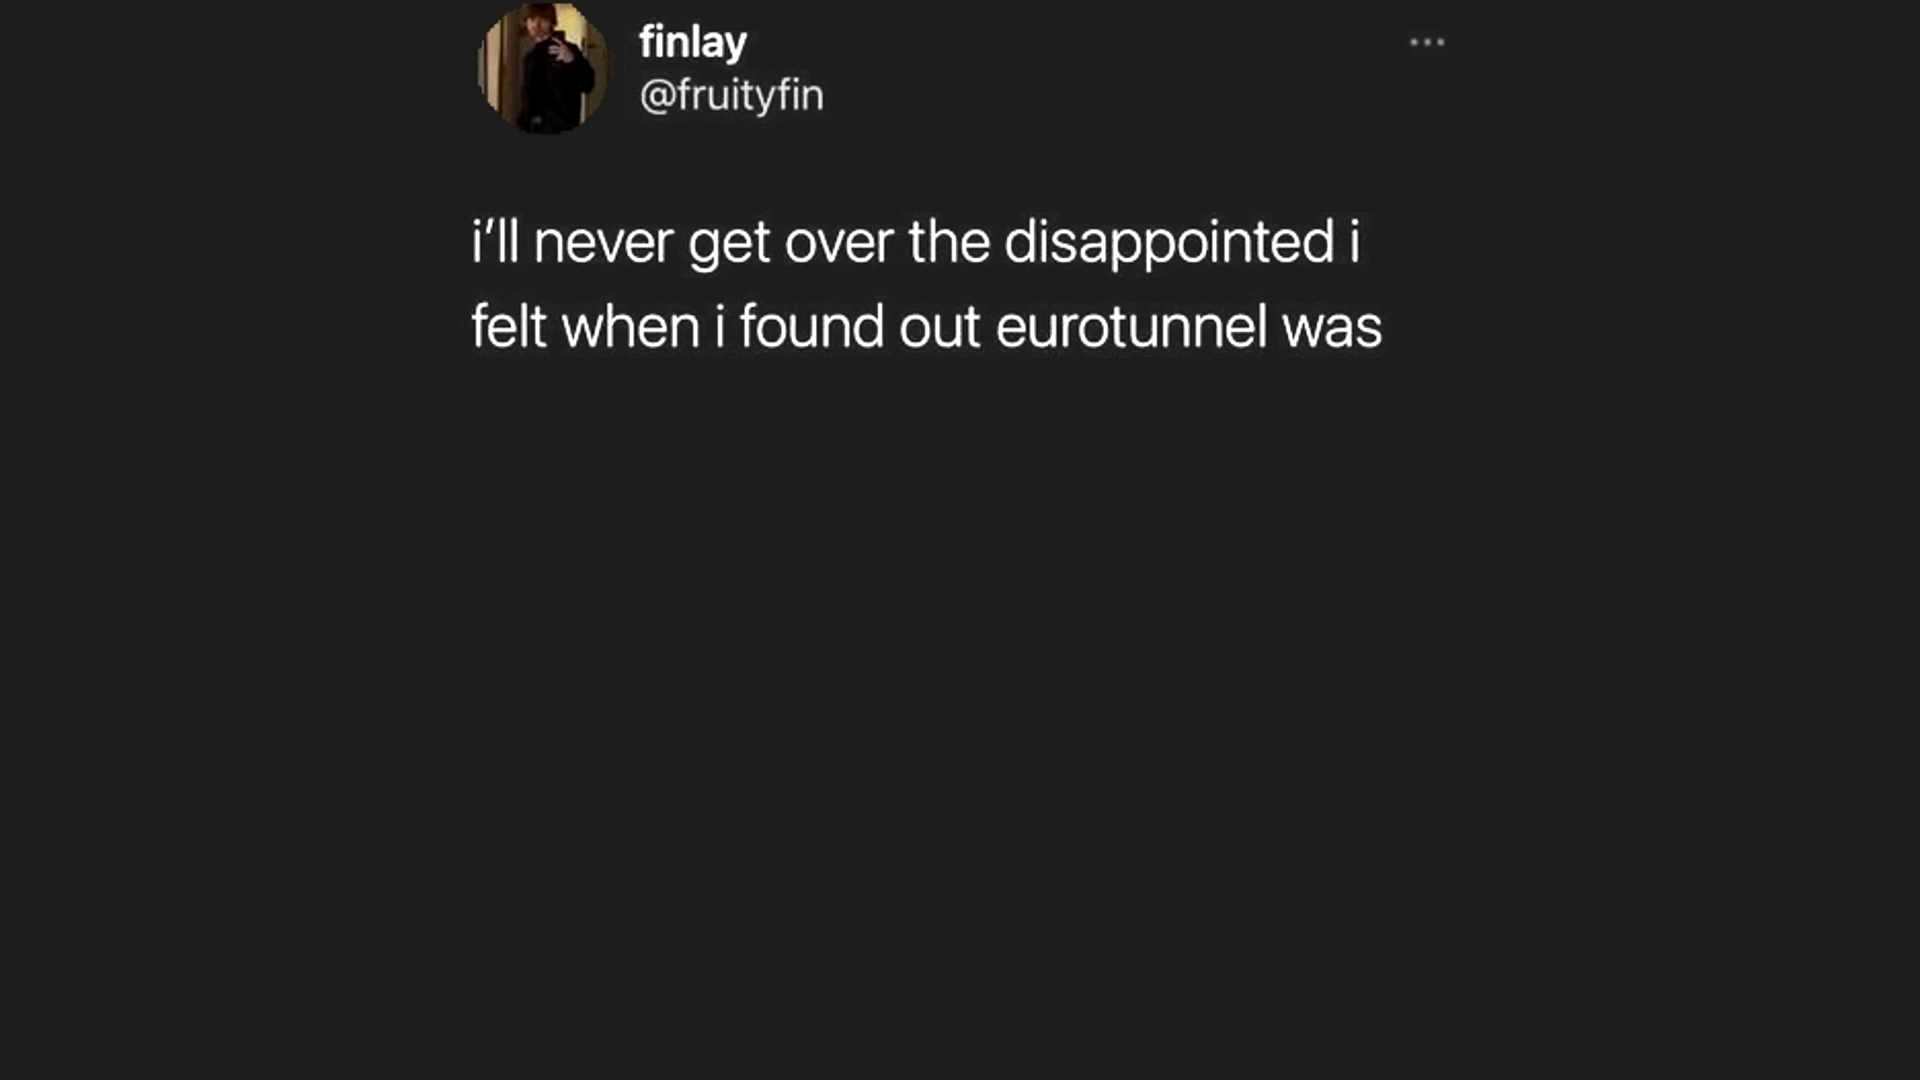 finlay
@fruityfin
i’ll never get over the disappointed i
felt when i found out eurotunnel was